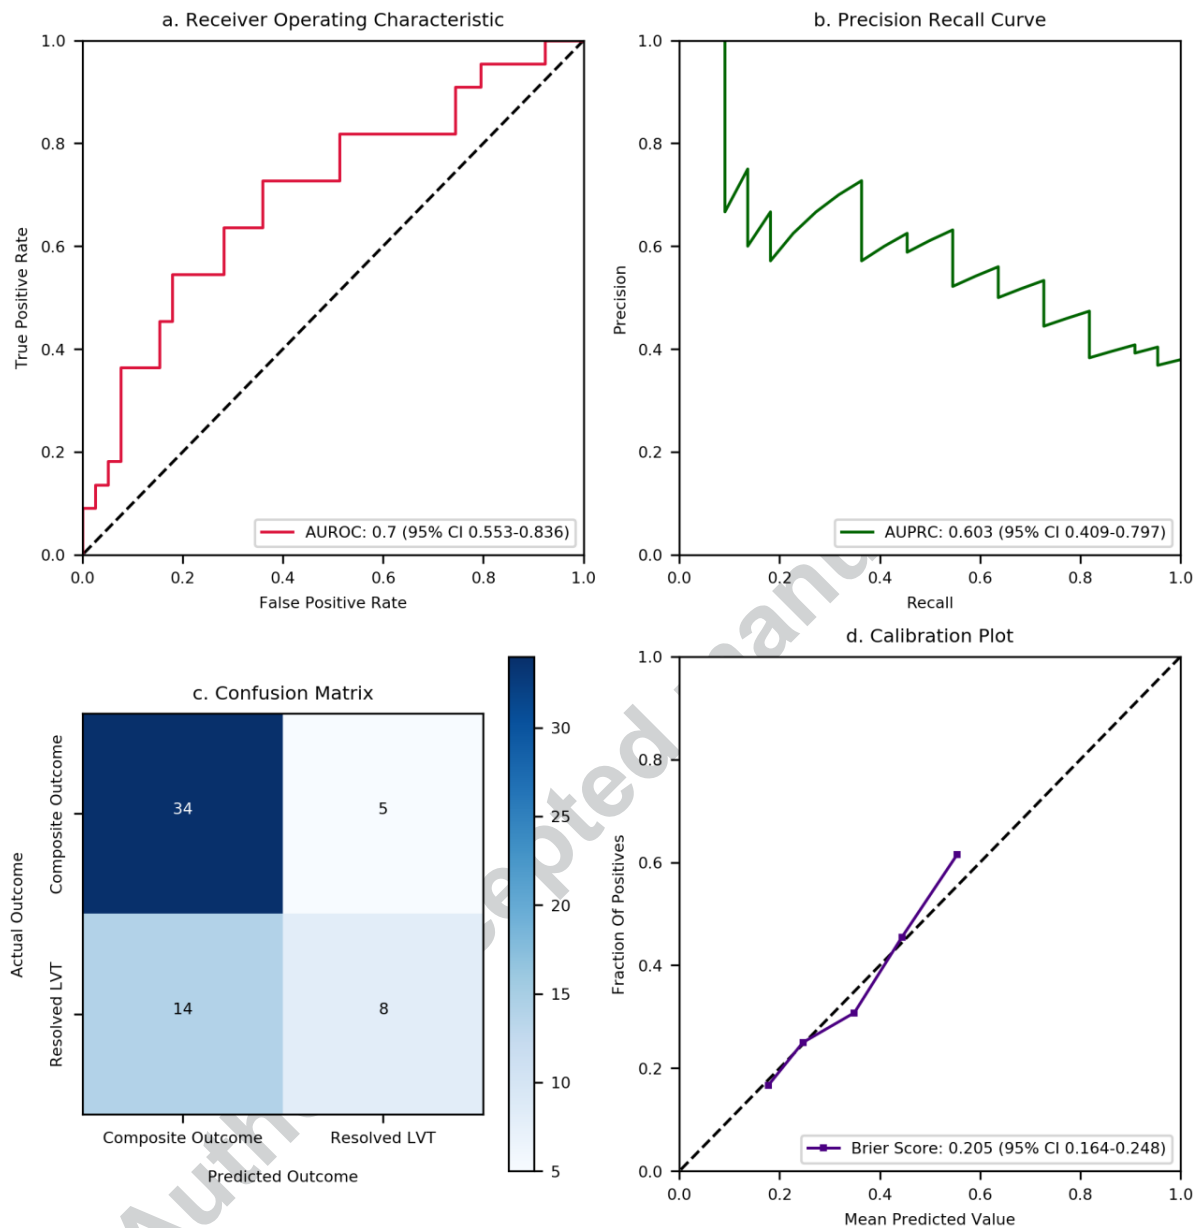 a. Receiver Operating Characteristic
1.0
0.8
0.6
0.4
0.2
0.0
True Positive Rate
AUROC: 0.7 (95% CI 0.553-0.836)
0.0 0.2 0.4 0.6 0.8 1.0
False Positive Rate
b. Precision Recall Curve
1.0
0.8
0.6
0.4
0.2
0.0
Precision
AUPRC: 0.603 (95% CI 0.409-0.797)
0.0 0.2 0.4 0.6 0.8 1.0
Recall
c. Confusion Matrix
Actual Outcome
Composite Outcome
Resolved LVT
34 5
14 8
Composite Outcome Resolved LVT
Predicted Outcome
30
25
20
15
10
5
d. Calibration Plot
1.0
0.8
0.6
0.4
0.2
0.0
Fraction Of Positives
Brier Score: 0.205 (95% CI 0.164-0.248)
0.0 0.2 0.4 0.6 0.8 1.0
Mean Predicted Value